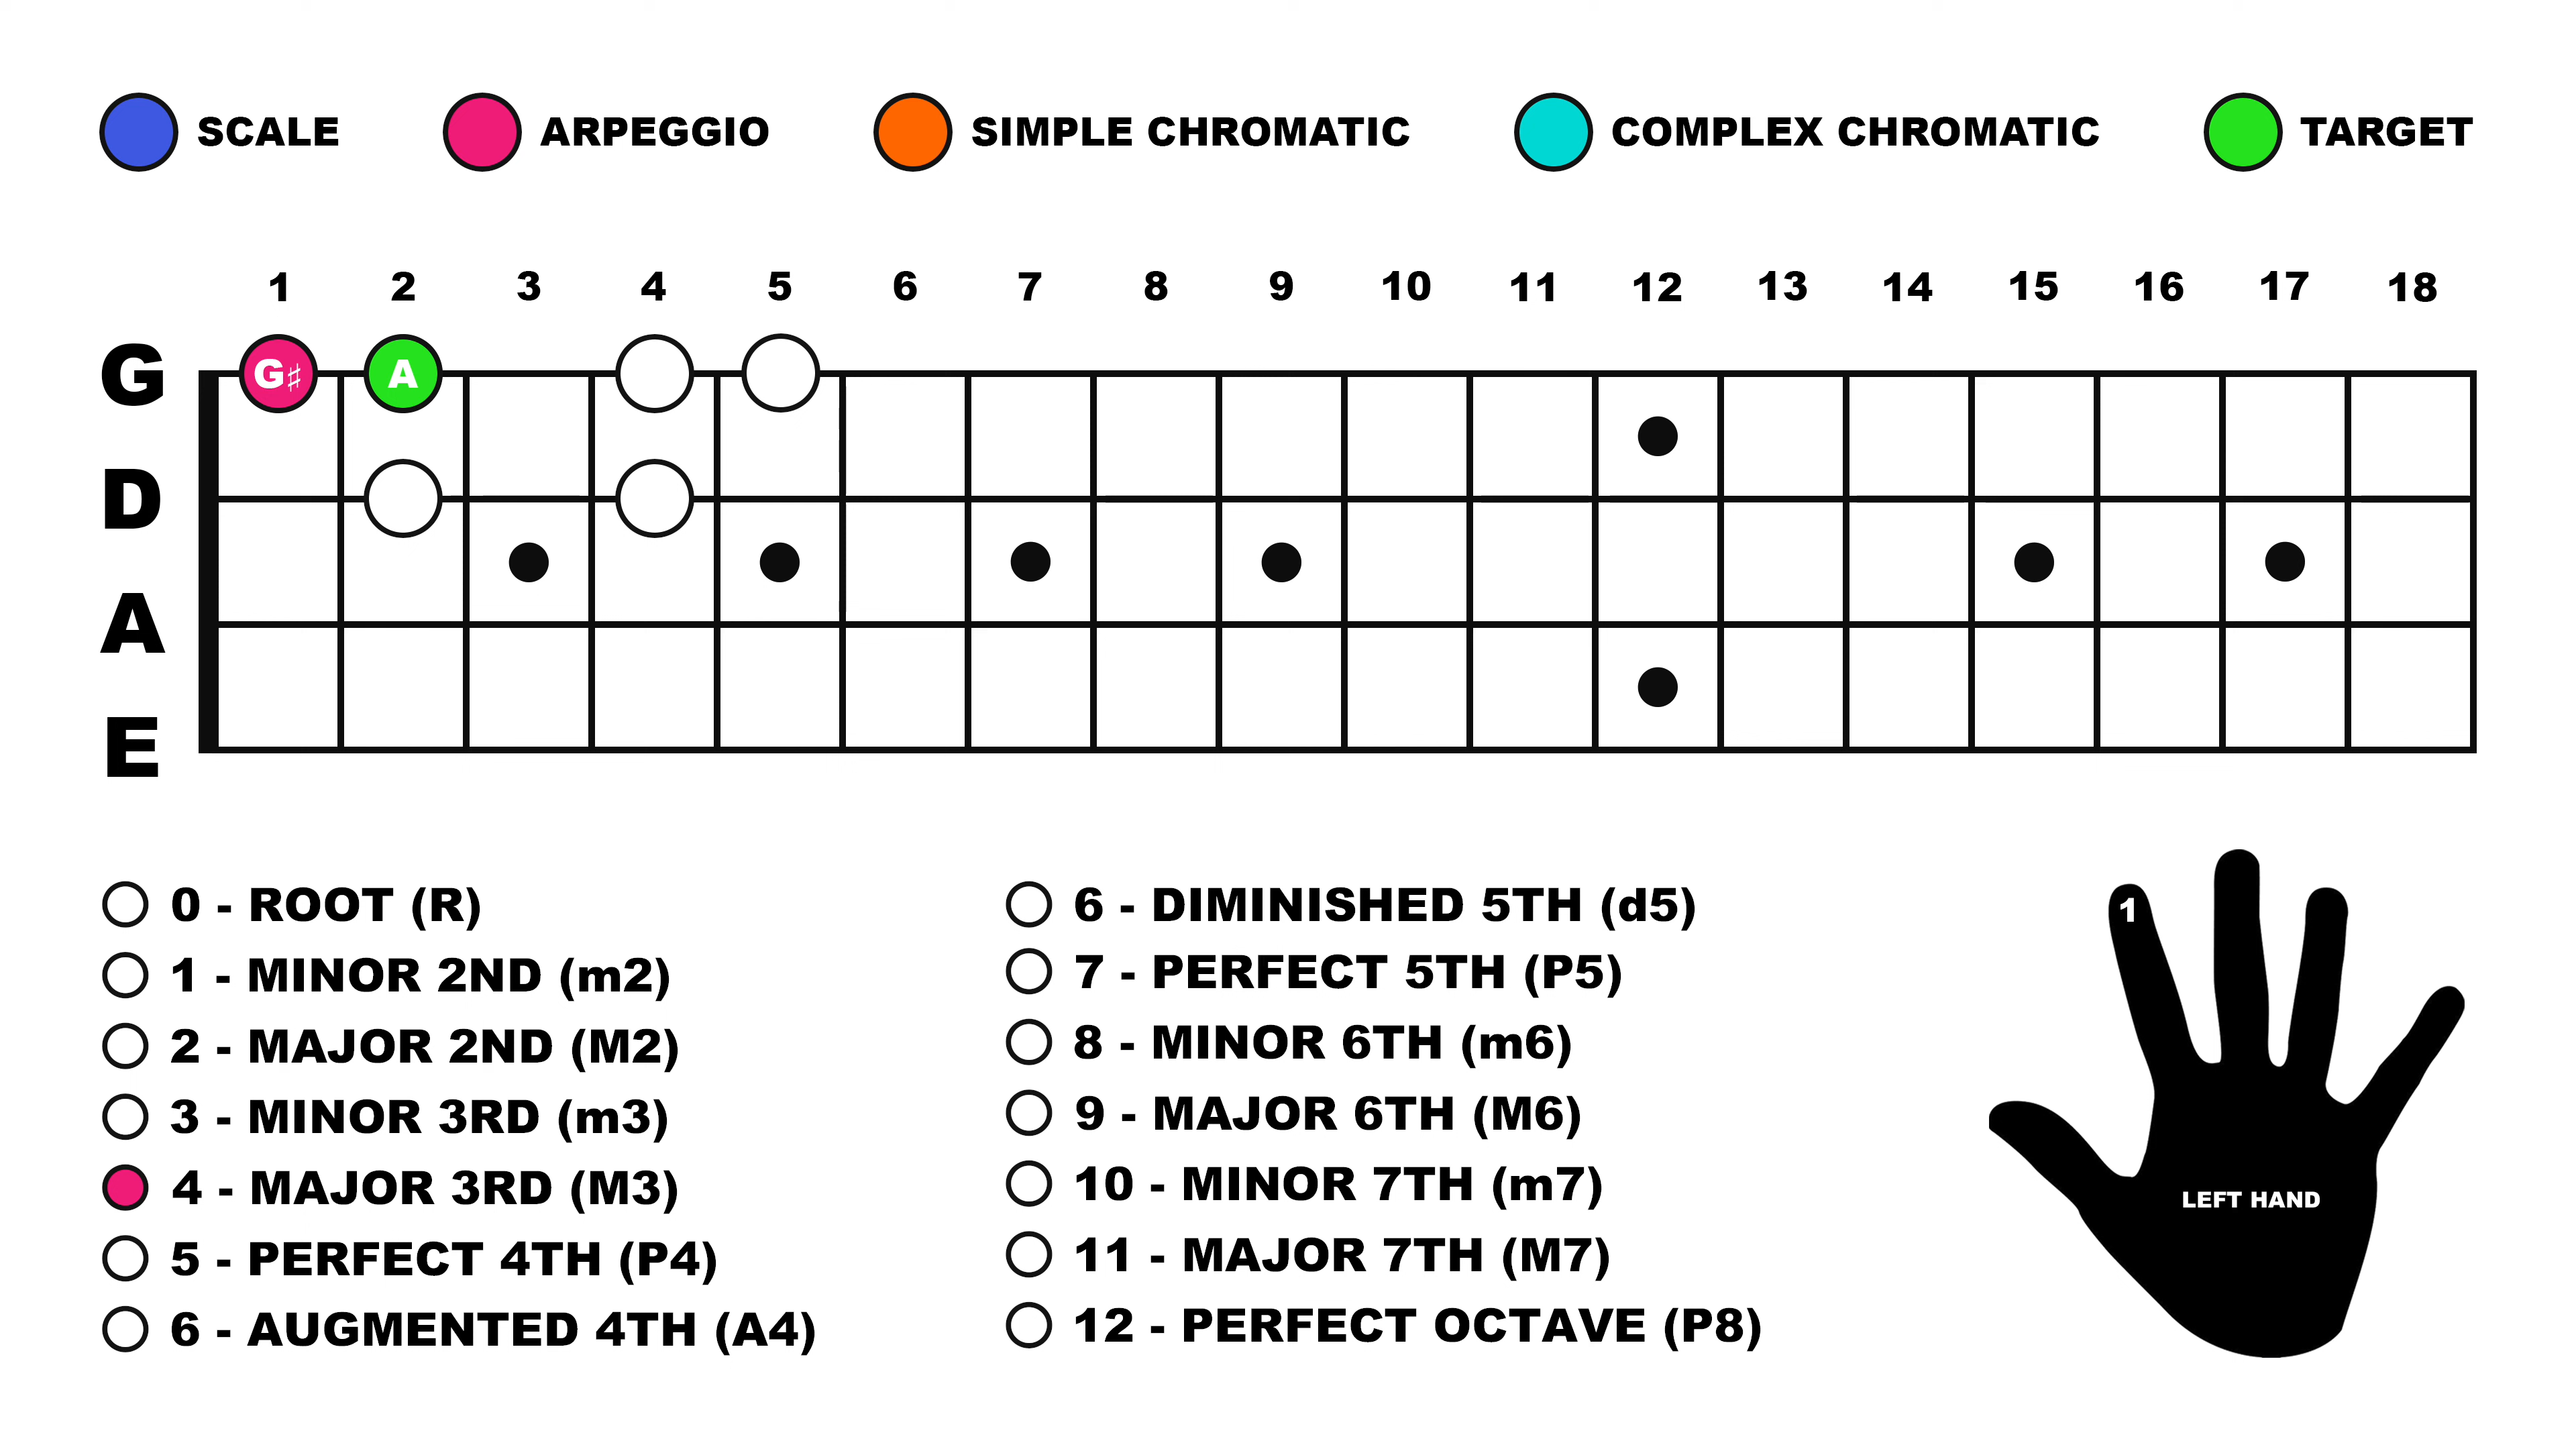 SCALE ARPEGGIO SIMPLE CHROMATIC COMPLEX CHROMATIC TARGET
1 2 3 4 5 6 7 8 9 10 11 12 13 14 15 16 17 18
G G♯ A
D
A
E
0 - ROOT (R)
1 - MINOR 2ND (m2)
2 - MAJOR 2ND (M2)
3 - MINOR 3RD (m3)
4 - MAJOR 3RD (M3)
5 - PERFECT 4TH (P4)
6 - AUGMENTED 4TH (A4)
6 - DIMINISHED 5TH (d5)
7 - PERFECT 5TH (P5)
8 - MINOR 6TH (m6)
9 - MAJOR 6TH (M6)
10 - MINOR 7TH (m7)
11 - MAJOR 7TH (M7)
12 - PERFECT OCTAVE (P8)
1
LEFT HAND